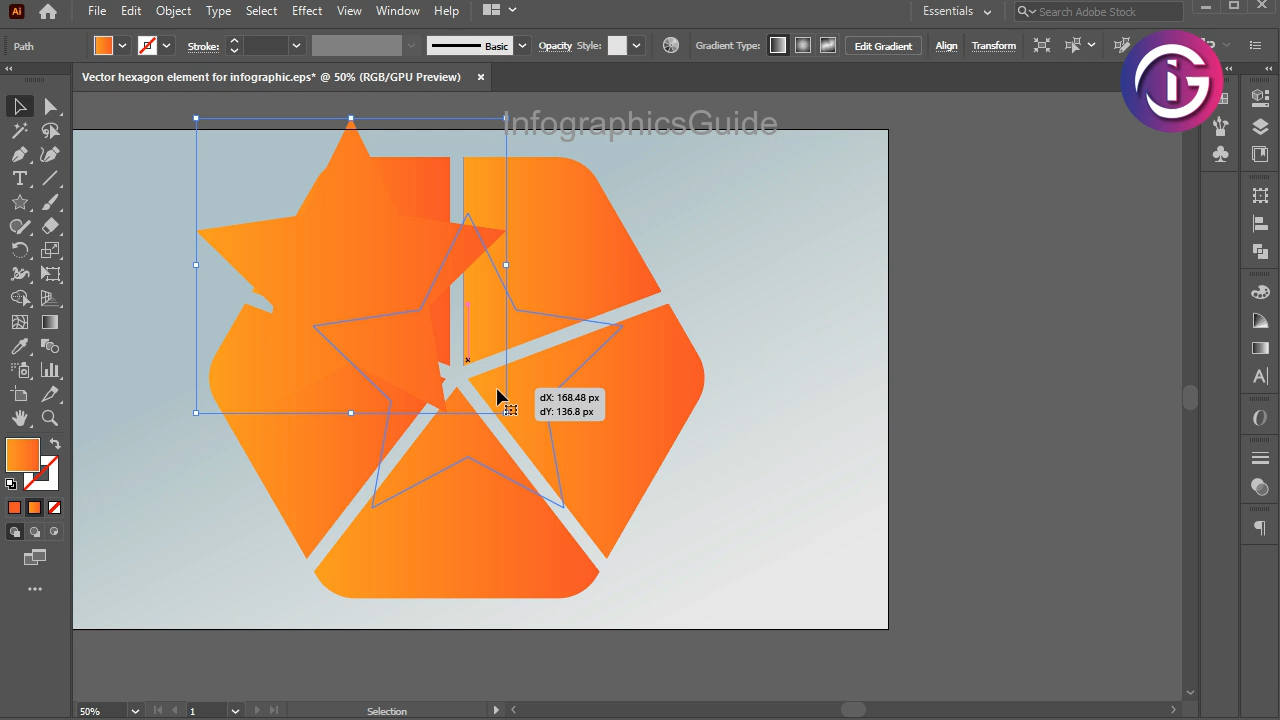 Ai File Edit Object Type Select Effect View Window Help Essentials Search Adobe Stock
Path Stroke: Basic Opacity Style: Gradient Type: Edit Gradient Align Transform
Vector hexagon element for infographic.eps* @ 50% (RGB/GPU Preview) ×
iG
InfographicsGuide
dX: 168.48 px
dY: 136.8 px
50% 1 Selection